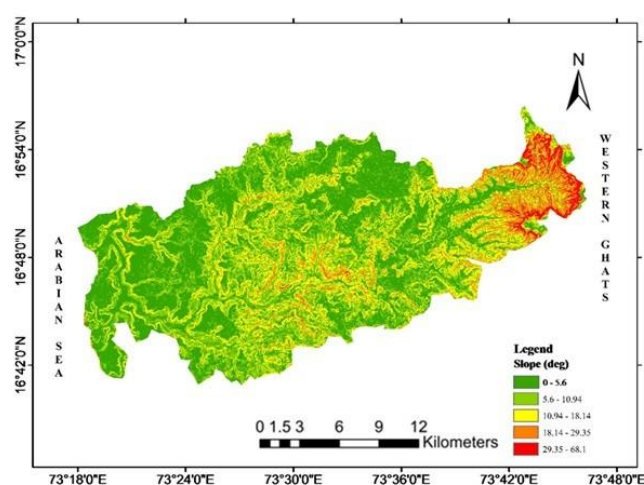 17°0'0"N
16°54'0"N
16°48'0"N
16°42'0"N
N
ARABIAN SEA
WESTERN GHATS
Legend
Slope (deg)
0 - 5.6
5.6 - 10.94
10.94 - 18.14
18.14 - 29.35
29.35 - 68.1
0 1.5 3 6 9 12
Kilometers
73°18'0"E 73°24'0"E 73°30'0"E 73°36'0"E 73°42'0"E 73°48'0"E